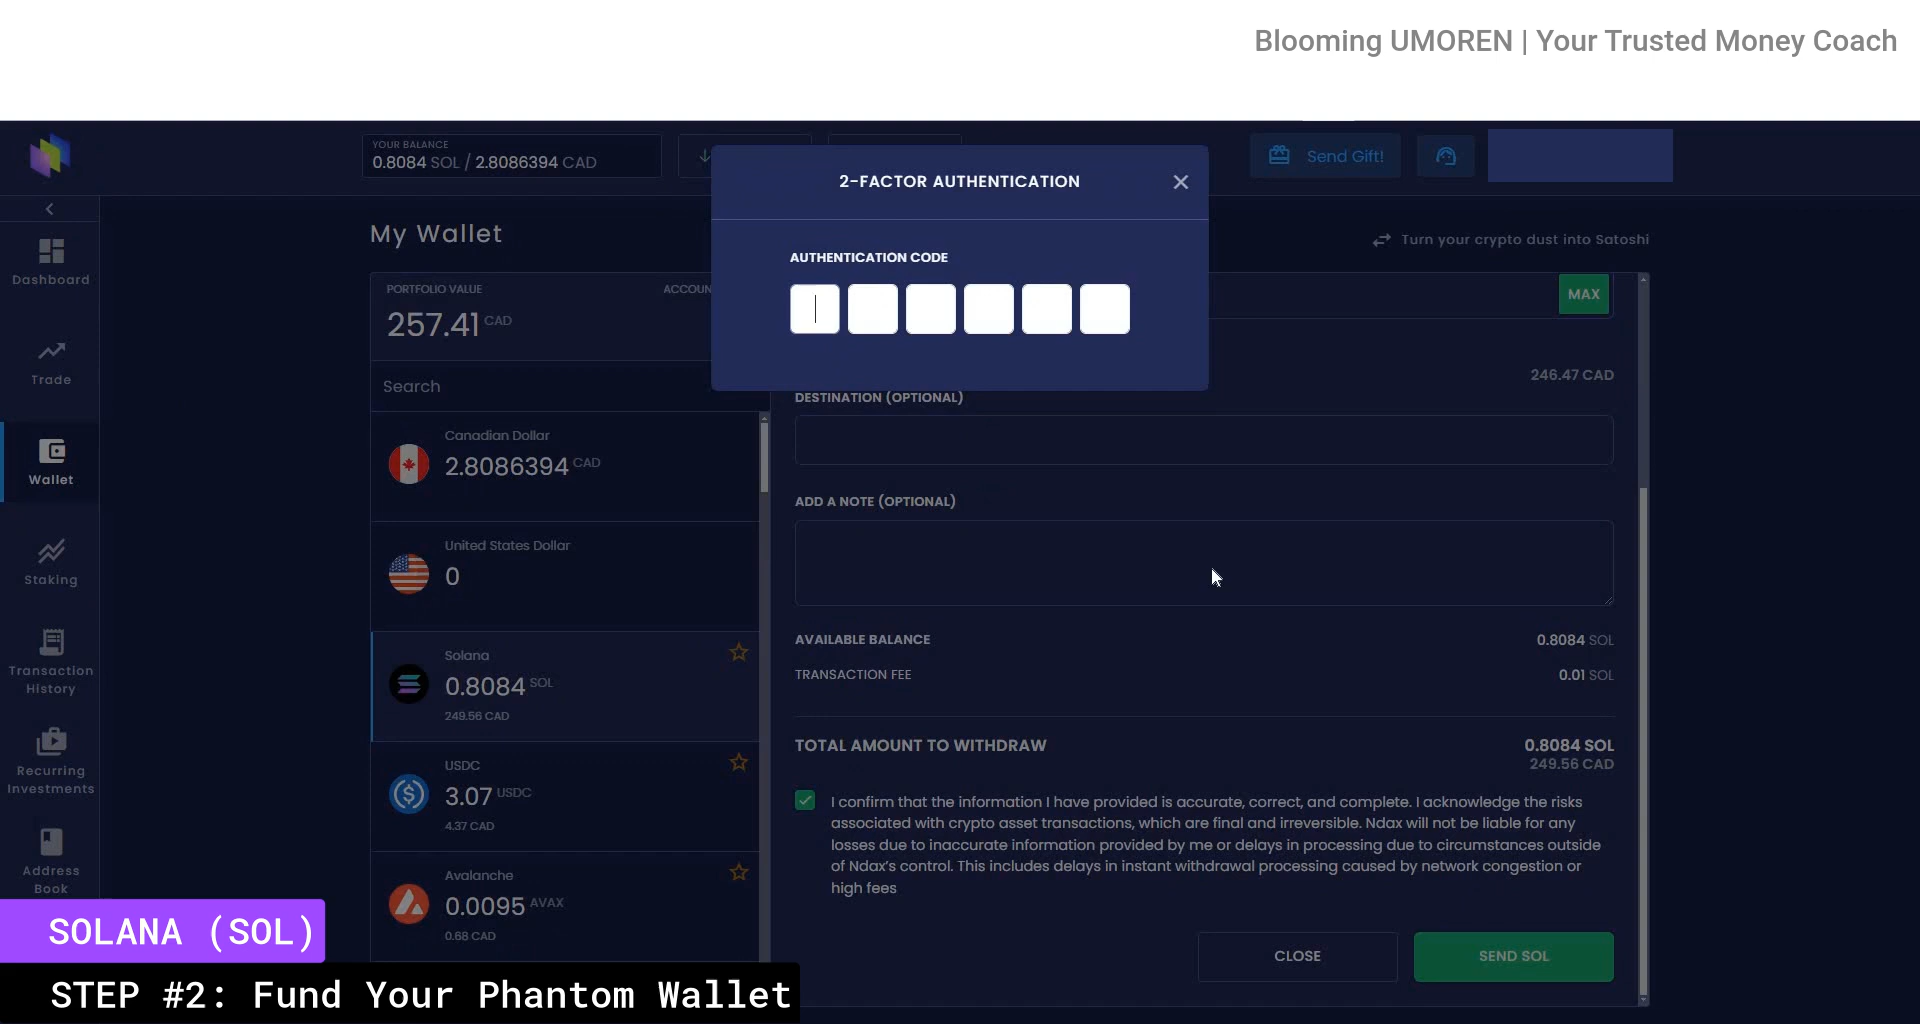 Blooming UMOREN | Your Trusted Money Coach
YOUR BALANCE
0.8084 SOL / 2.8086394 CAD
Send Gift!
2-FACTOR AUTHENTICATION
AUTHENTICATION CODE
Dashboard
Trade
Wallet
Staking
Transaction
History
Recurring
Investments
Address
Book
My Wallet
Turn your crypto dust into Satoshi
PORTFOLIO VALUE
257.41 CAD
Search
Canadian Dollar
2.8086394 CAD
United States Dollar
0
Solana
0.8084 SOL
249.56 CAD
USDC
3.07 USDC
4.37 CAD
Avalanche
0.0095 AVAX
0.68 CAD
MAX
246.47 CAD
DESTINATION (OPTIONAL)
ADD A NOTE (OPTIONAL)
AVAILABLE BALANCE 0.8084 SOL
TRANSACTION FEE 0.01 SOL
TOTAL AMOUNT TO WITHDRAW 0.8084 SOL
249.56 CAD
I confirm that the information I have provided is accurate, correct, and complete. I acknowledge the risks
associated with crypto asset transactions, which are final and irreversible. Ndax will not be liable for any
losses due to inaccurate information provided by me or delays in processing due to circumstances outside
of Ndax's control. This includes delays in instant withdrawal processing caused by network congestion or
high fees
CLOSE
SEND SOL
SOLANA (SOL)
STEP #2: Fund Your Phantom Wallet